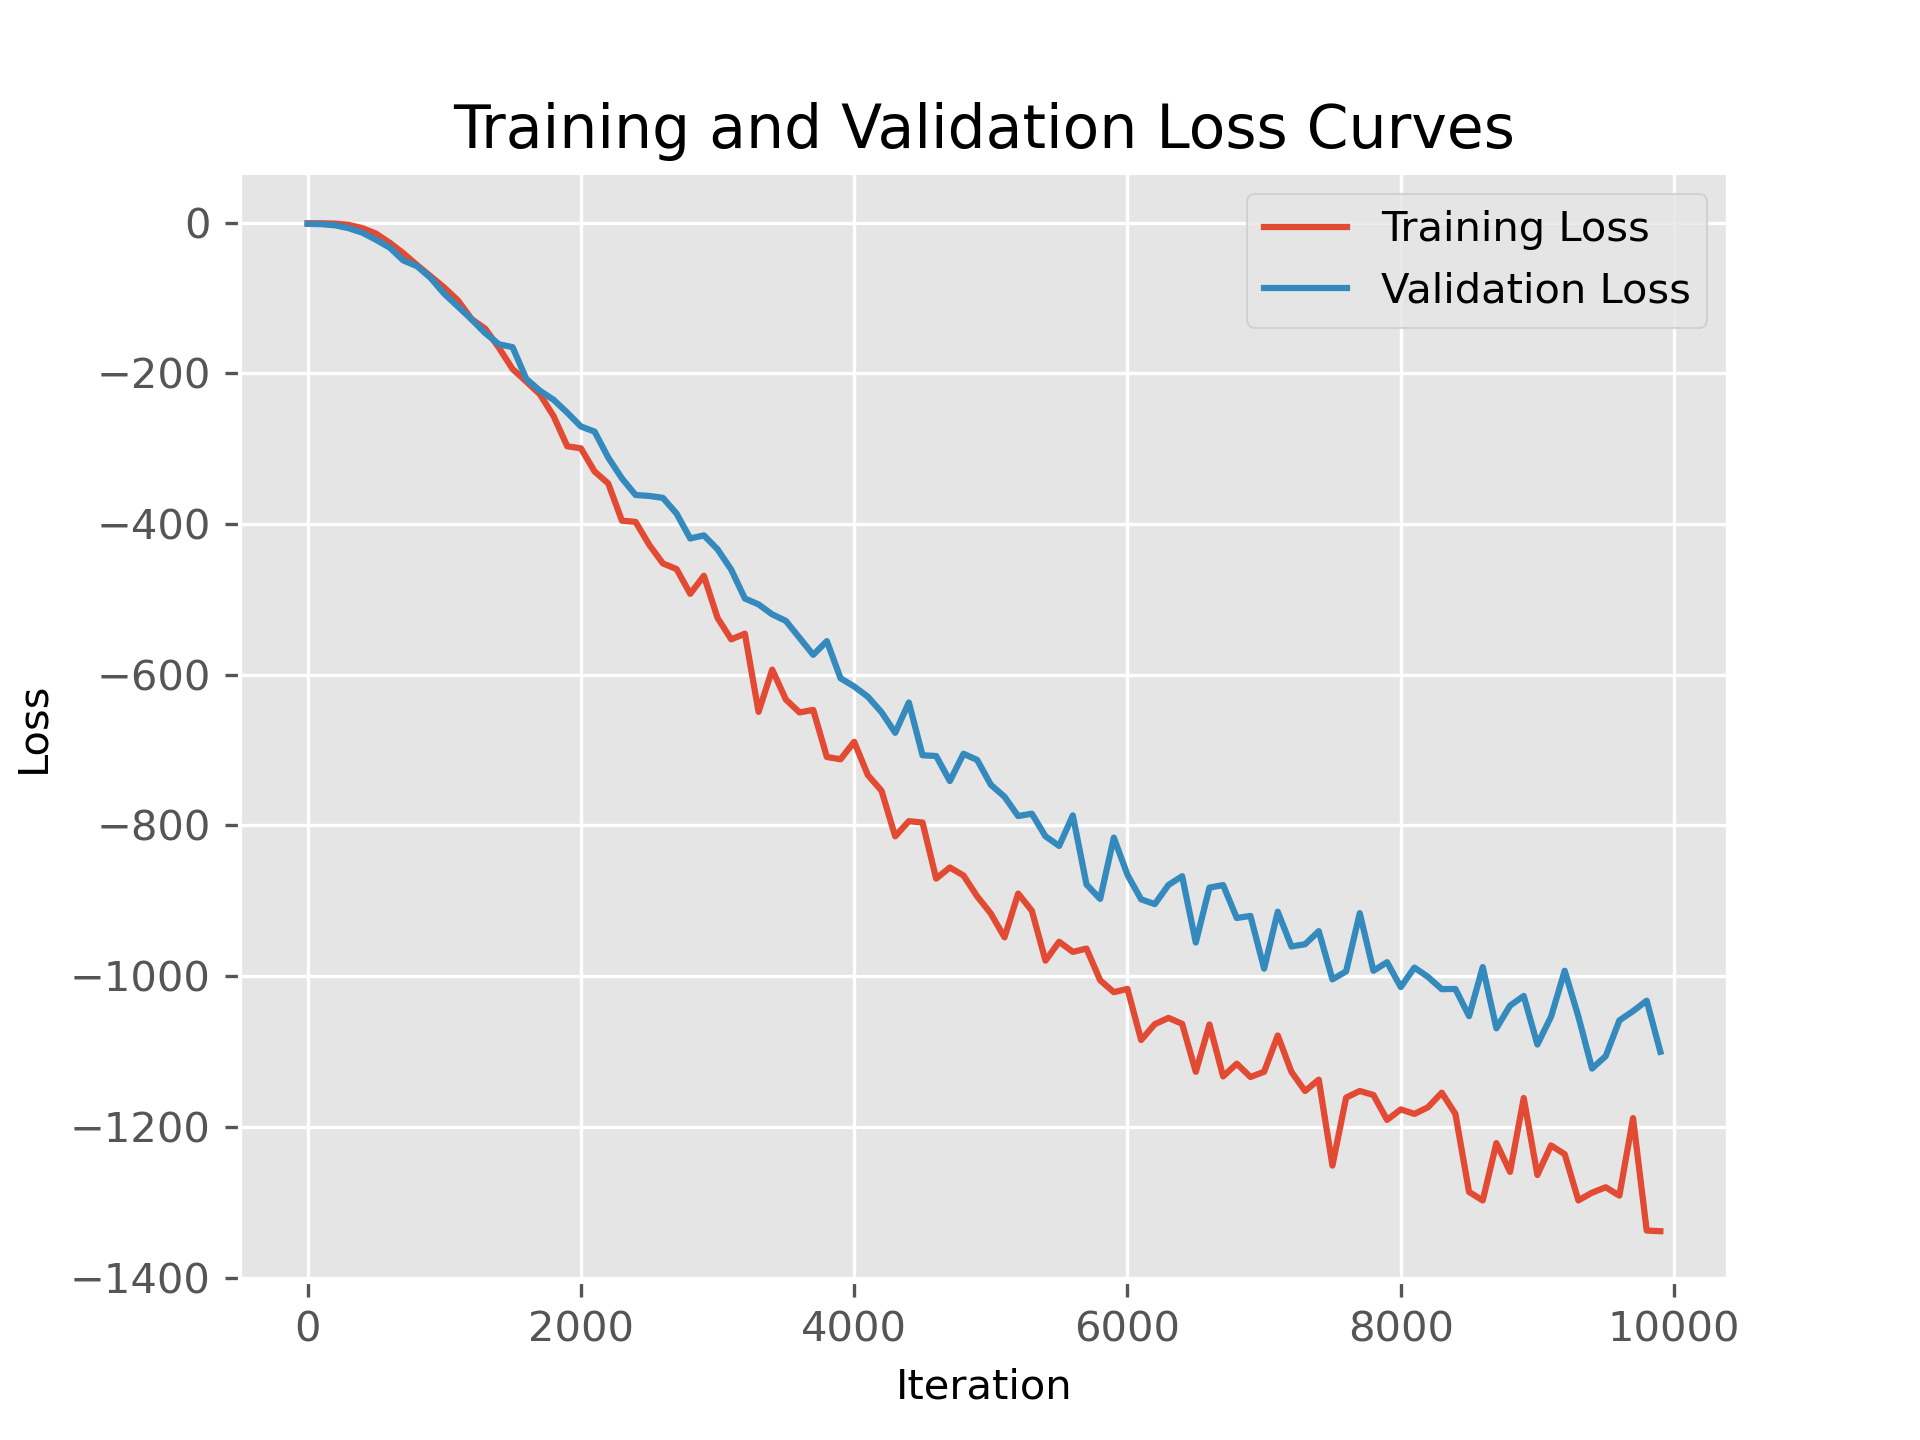 Training and Validation Loss Curves
Training Loss
Validation Loss
0
−200
−400
−600
−800
−1000
−1200
−1400
Loss
0 2000 4000 6000 8000 10000
Iteration